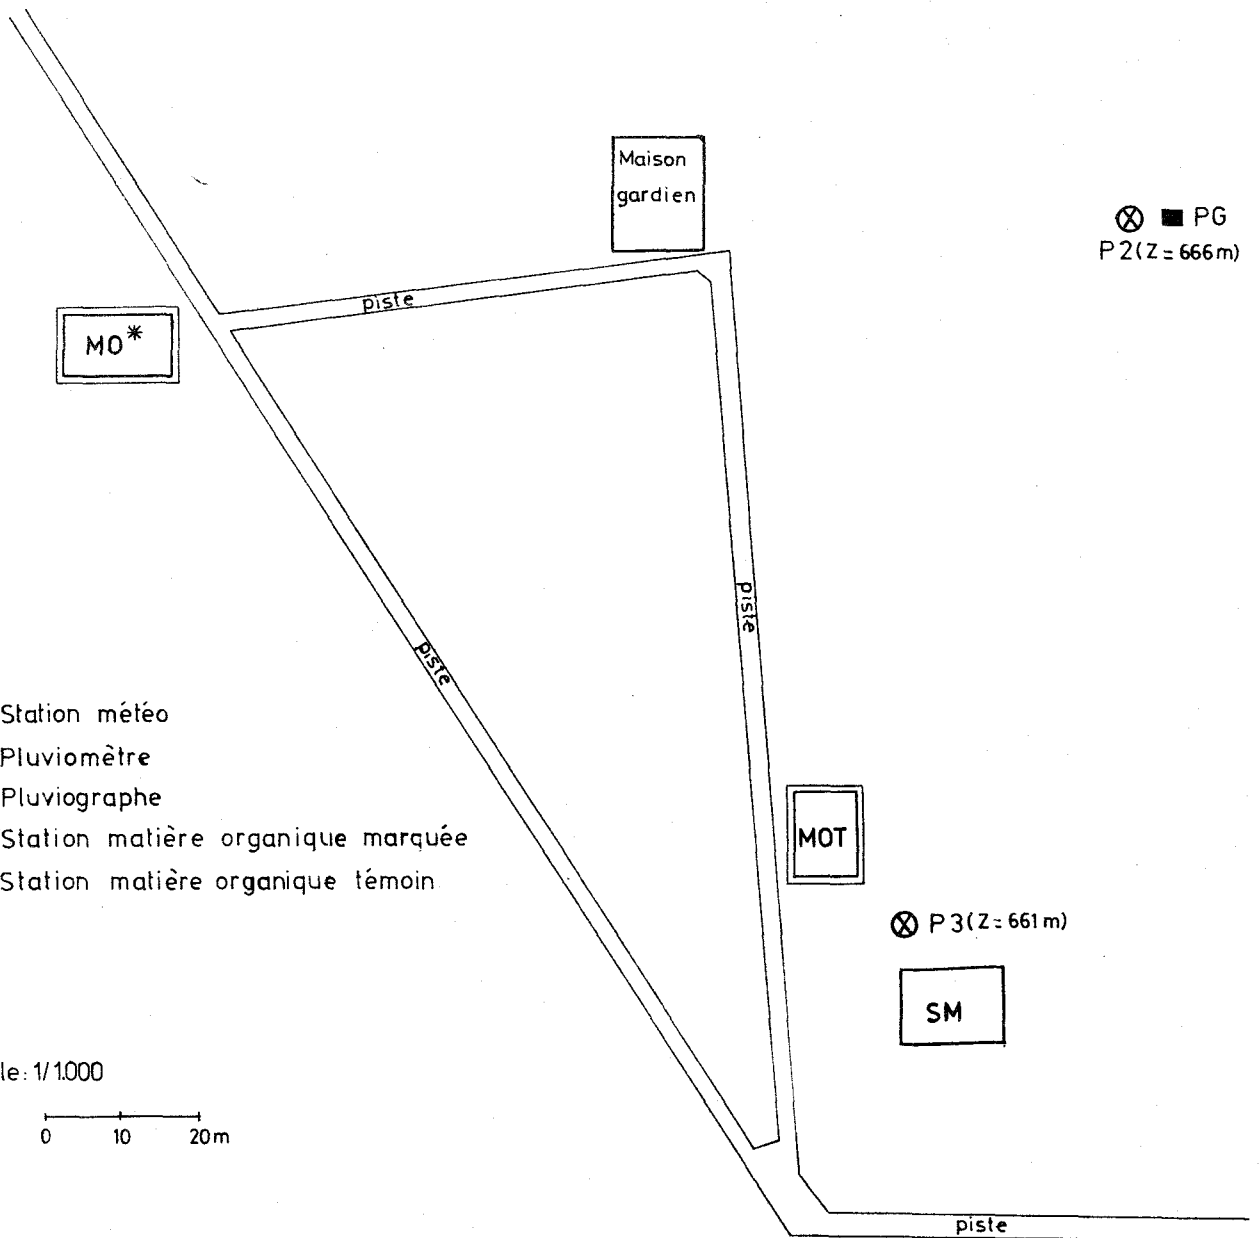 Maison
gardien
PG
P2(Z=666m)
piste
MO*
piste
piste
Station météo
Pluviomètre
Pluviographe
Station matière organique marquée
Station matière organique témoin
MOT
P3(Z=661m)
SM
le:1/1.000
0 10 20m
piste